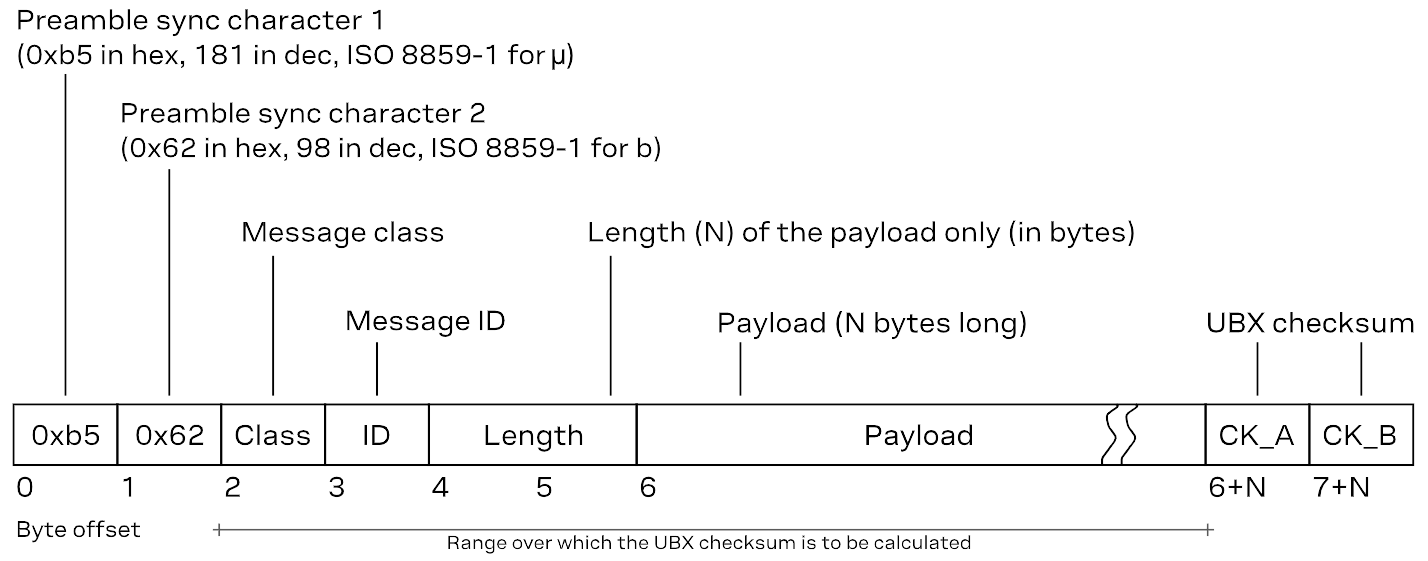 Preamble sync character 1
(0xb5 in hex, 181 in dec, ISO 8859-1 for µ)
Preamble sync character 2
(0x62 in hex, 98 in dec, ISO 8859-1 for b)
Message class
Length (N) of the payload only (in bytes)
Message ID
Payload (N bytes long)
UBX checksum
0xb5 0x62 Class ID Length Payload CK_A CK_B
0 1 2 3 4 5 6 6+N 7+N
Byte offset
Range over which the UBX checksum is to be calculated